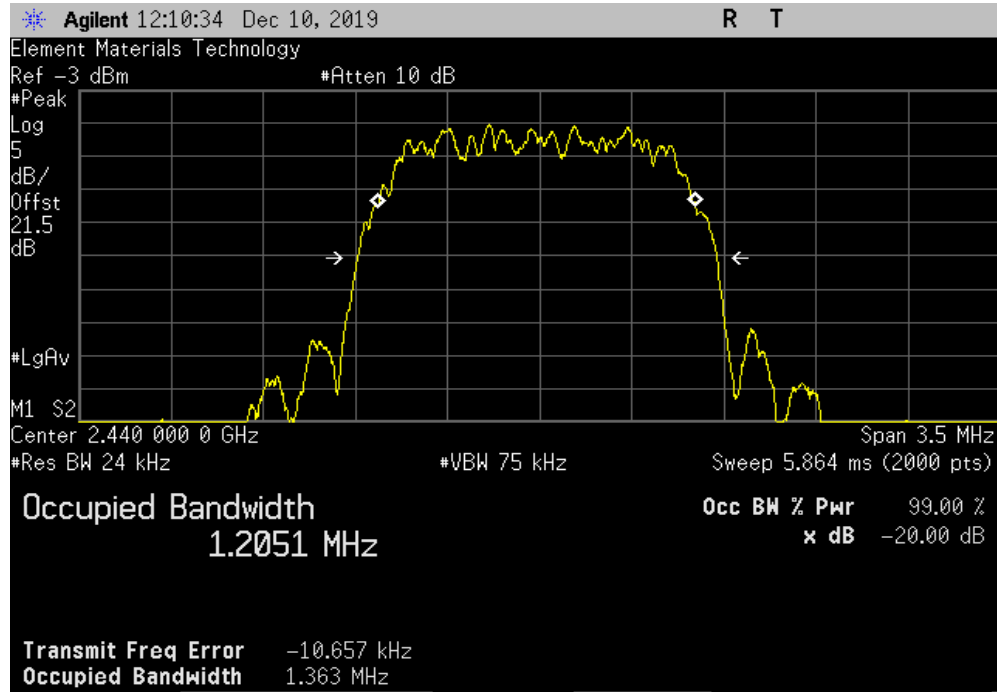 Agilent 12:10:34 Dec 10, 2019 R T
Element Materials Technology
Ref -3 dBm #Atten 10 dB
#Peak
Log
5
dB/
Offst
21.5
dB
#LgAv
M1 S2
Center 2.440 000 0 GHz Span 3.5 MHz
#Res BW 24 kHz #VBW 75 kHz Sweep 5.864 ms (2000 pts)
Occupied Bandwidth Occ BW % Pwr 99.00 %
1.2051 MHz x dB -20.00 dB
Transmit Freq Error -10.657 kHz
Occupied Bandwidth 1.363 MHz